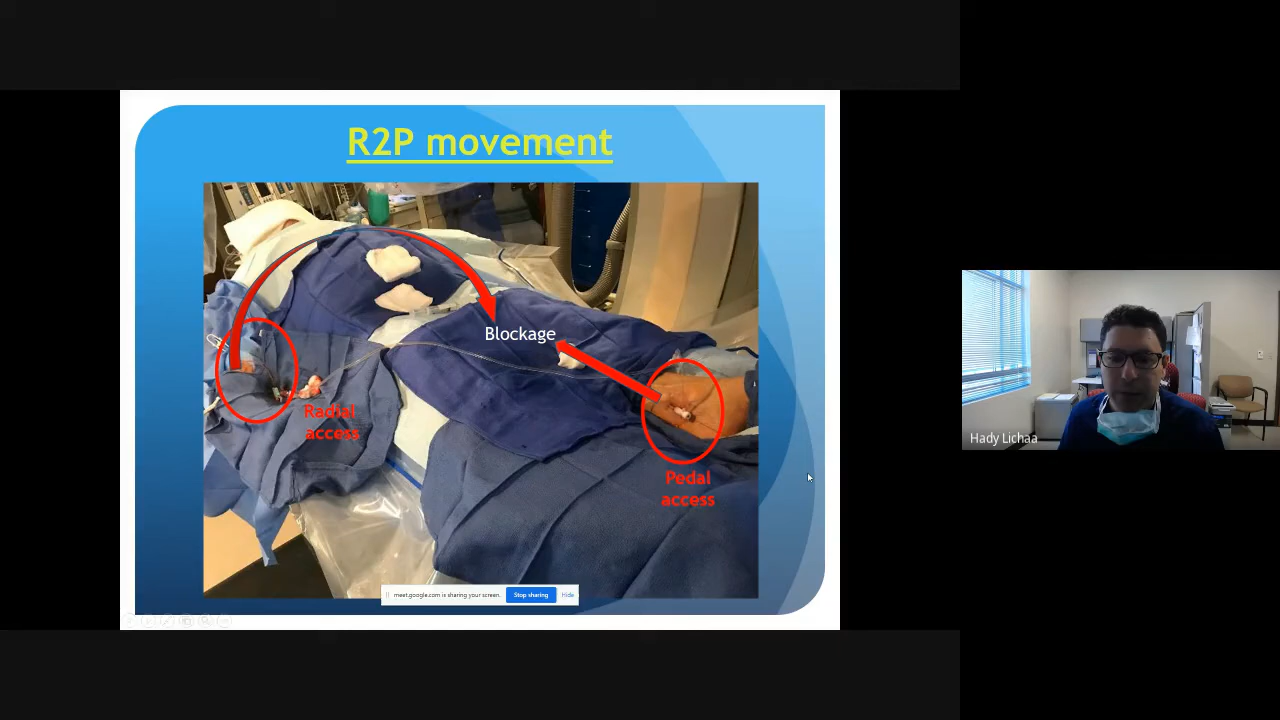 R2P movement
Blockage
Radial
access
Pedal
access
meet.google.com is sharing your screen.
Stop sharing
Hide
Hady Lichaa